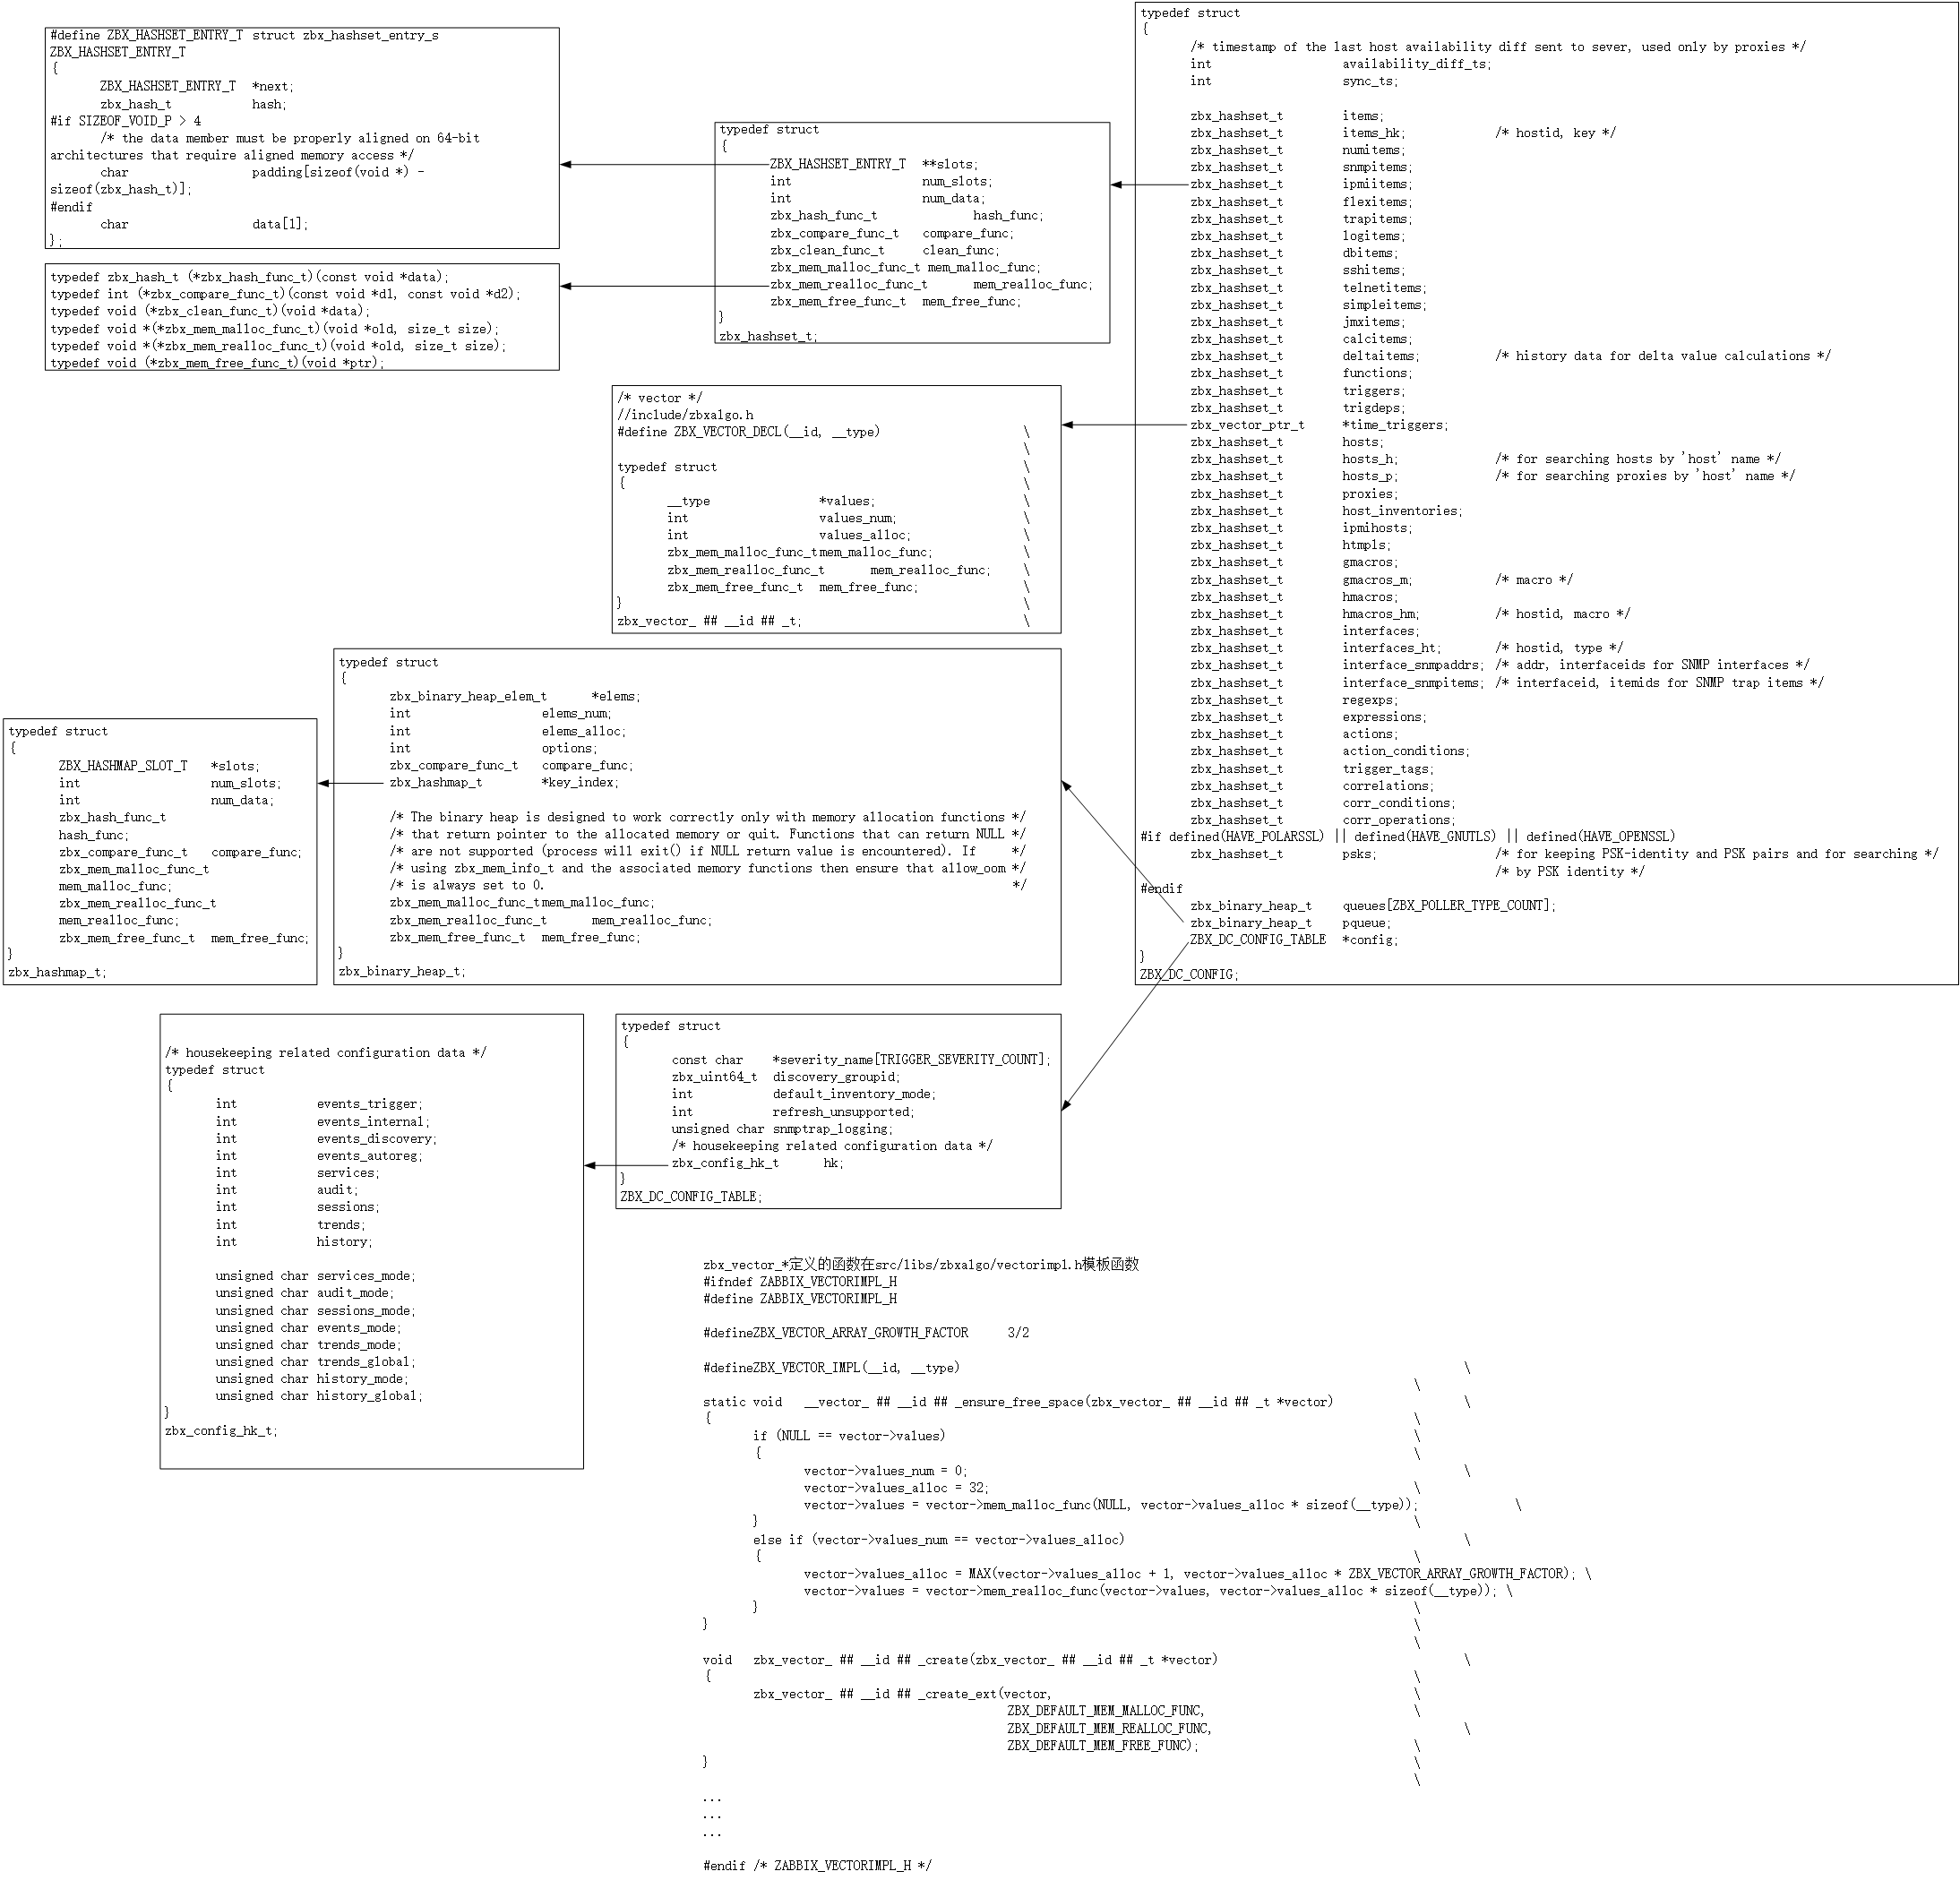 #define ZBX_HASHSET_ENTRY_T struct zbx_hashset_entry_s
ZBX_HASHSET_ENTRY_T
{
ZBX_HASHSET_ENTRY_T *next;
zbx_hash_t hash;
#if SIZEOF_VOID_P > 4
/* the data member must be properly aligned on 64-bit
architectures that require aligned memory access */
char padding[sizeof(void *) -
sizeof(zbx_hash_t)];
#endif
char data[1];
};
typedef zbx_hash_t (*zbx_hash_func_t)(const void *data);
typedef int (*zbx_compare_func_t)(const void *d1, const void *d2);
typedef void (*zbx_clean_func_t)(void *data);
typedef void *(*zbx_mem_malloc_func_t)(void *old, size_t size);
typedef void *(*zbx_mem_realloc_func_t)(void *old, size_t size);
typedef void (*zbx_mem_free_func_t)(void *ptr);
typedef struct
{
ZBX_HASHSET_ENTRY_T **slots;
int num_slots;
int num_data;
zbx_hash_func_t hash_func;
zbx_compare_func_t compare_func;
zbx_clean_func_t clean_func;
zbx_mem_malloc_func_t mem_malloc_func;
zbx_mem_realloc_func_t mem_realloc_func;
zbx_mem_free_func_t mem_free_func;
}
zbx_hashset_t;
typedef struct
{
/* timestamp of the last host availability diff sent to sever, used only by proxies */
int availability_diff_ts;
int sync_ts;
zbx_hashset_t items;
zbx_hashset_t items_hk; /* hostid, key */
zbx_hashset_t numitems;
zbx_hashset_t snmpitems;
zbx_hashset_t ipmiitems;
zbx_hashset_t flexitems;
zbx_hashset_t trapitems;
zbx_hashset_t logitems;
zbx_hashset_t dbitems;
zbx_hashset_t sshitems;
zbx_hashset_t telnetitems;
zbx_hashset_t simpleitems;
zbx_hashset_t jmxitems;
zbx_hashset_t calcitems;
zbx_hashset_t deltaitems; /* history data for delta value calculations */
zbx_hashset_t functions;
zbx_hashset_t triggers;
zbx_hashset_t trigdeps;
zbx_vector_ptr_t *time_triggers;
zbx_hashset_t hosts;
zbx_hashset_t hosts_h; /* for searching hosts by 'host' name */
zbx_hashset_t hosts_p; /* for searching proxies by 'host' name */
zbx_hashset_t proxies;
zbx_hashset_t host_inventories;
zbx_hashset_t ipmihosts;
zbx_hashset_t htmpls;
zbx_hashset_t gmacros;
zbx_hashset_t gmacros_m; /* macro */
zbx_hashset_t hmacros;
zbx_hashset_t hmacros_hm; /* hostid, macro */
zbx_hashset_t interfaces;
zbx_hashset_t interfaces_ht; /* hostid, type */
zbx_hashset_t interface_snmpaddrs; /* addr, interfaceids for SNMP interfaces */
zbx_hashset_t interface_snmpitems; /* interfaceid, itemids for SNMP trap items */
zbx_hashset_t regexps;
zbx_hashset_t expressions;
zbx_hashset_t actions;
zbx_hashset_t action_conditions;
zbx_hashset_t trigger_tags;
zbx_hashset_t correlations;
zbx_hashset_t corr_conditions;
zbx_hashset_t corr_operations;
#if defined(HAVE_POLARSSL) || defined(HAVE_GNUTLS) || defined(HAVE_OPENSSL)
zbx_hashset_t psks; /* for keeping PSK-identity and PSK pairs and for searching */
/* by PSK identity */
#endif
zbx_binary_heap_t queues[ZBX_POLLER_TYPE_COUNT];
zbx_binary_heap_t pqueue;
ZBX_DC_CONFIG_TABLE *config;
}
ZBX_DC_CONFIG;
/* vector */
//include/zbxalgo.h
#define ZBX_VECTOR_DECL(__id, __type) \
\
typedef struct \
{ \
__type *values; \
int values_num; \
int values_alloc; \
zbx_mem_malloc_func_t mem_malloc_func; \
zbx_mem_realloc_func_t mem_realloc_func; \
zbx_mem_free_func_t mem_free_func; \
} \
zbx_vector_ ## __id ## _t; \
typedef struct
{
zbx_binary_heap_elem_t *elems;
int elems_num;
int elems_alloc;
int options;
zbx_compare_func_t compare_func;
zbx_hashmap_t *key_index;
/* The binary heap is designed to work correctly only with memory allocation functions */
/* that return pointer to the allocated memory or quit. Functions that can return NULL */
/* are not supported (process will exit() if NULL return value is encountered). If */
/* using zbx_mem_info_t and the associated memory functions then ensure that allow_oom */
/* is always set to 0. */
zbx_mem_malloc_func_t mem_malloc_func;
zbx_mem_realloc_func_t mem_realloc_func;
zbx_mem_free_func_t mem_free_func;
}
zbx_binary_heap_t;
typedef struct
{
ZBX_HASHMAP_SLOT_T *slots;
int num_slots;
int num_data;
zbx_hash_func_t
hash_func;
zbx_compare_func_t compare_func;
zbx_mem_malloc_func_t
mem_malloc_func;
zbx_mem_realloc_func_t
mem_realloc_func;
zbx_mem_free_func_t mem_free_func;
}
zbx_hashmap_t;
/* housekeeping related configuration data */
typedef struct
{
int events_trigger;
int events_internal;
int events_discovery;
int events_autoreg;
int services;
int audit;
int sessions;
int trends;
int history;
unsigned char services_mode;
unsigned char audit_mode;
unsigned char sessions_mode;
unsigned char events_mode;
unsigned char trends_mode;
unsigned char trends_global;
unsigned char history_mode;
unsigned char history_global;
}
zbx_config_hk_t;
typedef struct
{
const char *severity_name[TRIGGER_SEVERITY_COUNT];
zbx_uint64_t discovery_groupid;
int default_inventory_mode;
int refresh_unsupported;
unsigned char snmptrap_logging;
/* housekeeping related configuration data */
zbx_config_hk_t hk;
}
ZBX_DC_CONFIG_TABLE;
zbx_vector_*定义的函数在src/libs/zbxalgo/vectorimpl.h模板函数
#ifndef ZABBIX_VECTORIMPL_H
#define ZABBIX_VECTORIMPL_H
#defineZBX_VECTOR_ARRAY_GROWTH_FACTOR 3/2
#defineZBX_VECTOR_IMPL(__id, __type) \
\
static void __vector_ ## __id ## _ensure_free_space(zbx_vector_ ## __id ## _t *vector) \
{ \
if (NULL == vector->values) \
{ \
vector->values_num = 0; \
vector->values_alloc = 32; \
vector->values = vector->mem_malloc_func(NULL, vector->values_alloc * sizeof(__type)); \
} \
else if (vector->values_num == vector->values_alloc) \
{ \
vector->values_alloc = MAX(vector->values_alloc + 1, vector->values_alloc * ZBX_VECTOR_ARRAY_GROWTH_FACTOR); \
vector->values = vector->mem_realloc_func(vector->values, vector->values_alloc * sizeof(__type)); \
} \
} \
\
void zbx_vector_ ## __id ## _create(zbx_vector_ ## __id ## _t *vector) \
{ \
zbx_vector_ ## __id ## _create_ext(vector, \
ZBX_DEFAULT_MEM_MALLOC_FUNC, \
ZBX_DEFAULT_MEM_REALLOC_FUNC, \
ZBX_DEFAULT_MEM_FREE_FUNC); \
} \
\
...
...
...
#endif /* ZABBIX_VECTORIMPL_H */